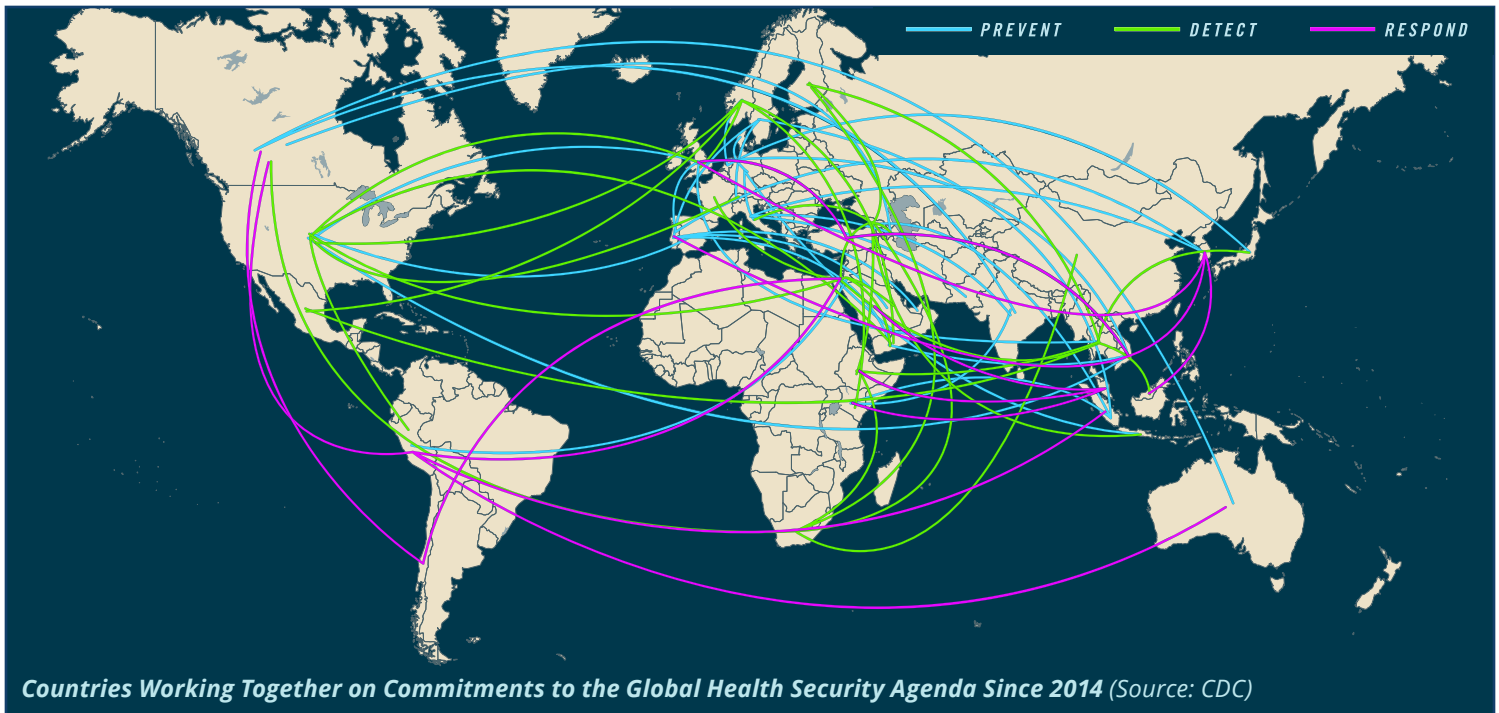 PREVENT DETECT RESPOND
Countries Working Together on Commitments to the Global Health Security Agenda Since 2014 (Source: CDC)